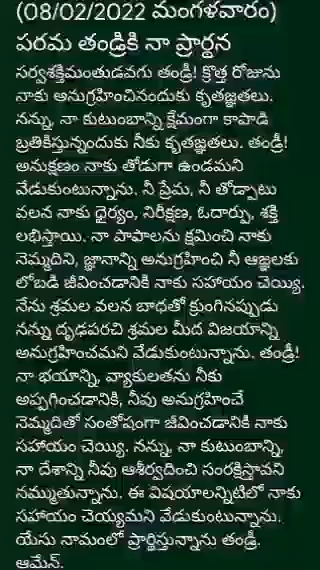 (08/02/2022 మంగళవారం)
పరమ తండ్రికి నా ప్రార్థన
సర్వశక్తిమంతుడవగు తండ్రీ! క్రొత్త రోజును
నాకు అనుగ్రహించినందుకు కృతజ్ఞతలు.
నన్ను, నా కుటుంబాన్ని క్షేమంగా కాపాడి
బ్రతికిస్తున్నందుకు నీకు కృతజ్ఞతలు. తండ్రీ!
అనుక్షణం నాకు తోడుగా ఉండమని
వేడుకుంటున్నాను. నీ ప్రేమ, నీ తోడ్పాటు
వలన నాకు ధైర్యం, నిరీక్షణ, ఓదార్పు, శక్తి
లభిస్తాయి. నా పాపాలను క్షమించి నాకు
నెమ్మదిని, జ్ఞానాన్ని అనుగ్రహించి నీ ఆజ్ఞలకు
లోబడి జీవించడానికి నాకు సహాయం చెయ్యి.
నేను శ్రమల వలన బాధతో క్రుంగినప్పుడు
నన్ను దృఢపరచి శ్రమల మీద విజయాన్ని
అనుగ్రహించమని వేడుకుంటున్నాను. తండ్రీ!
నా భయాన్ని, వ్యాకులతను నీకు
అప్పగించడానికి, నీవు అనుగ్రహించే
నెమ్మదితో సంతోషంగా జీవించడానికి నాకు
సహాయం చెయ్యి. నన్ను, నా కుటుంబాన్ని,
నా దేశాన్ని నీవు ఆశీర్వదించి సంరక్షిస్తావని
నమ్ముతున్నాను. ఈ విషయాలన్నిటిలో నాకు
సహాయం చెయ్యమని వేడుకుంటున్నాను.
యేసు నామంలో ప్రార్థిస్తున్నాను తండ్రీ.
ఆమేన్.